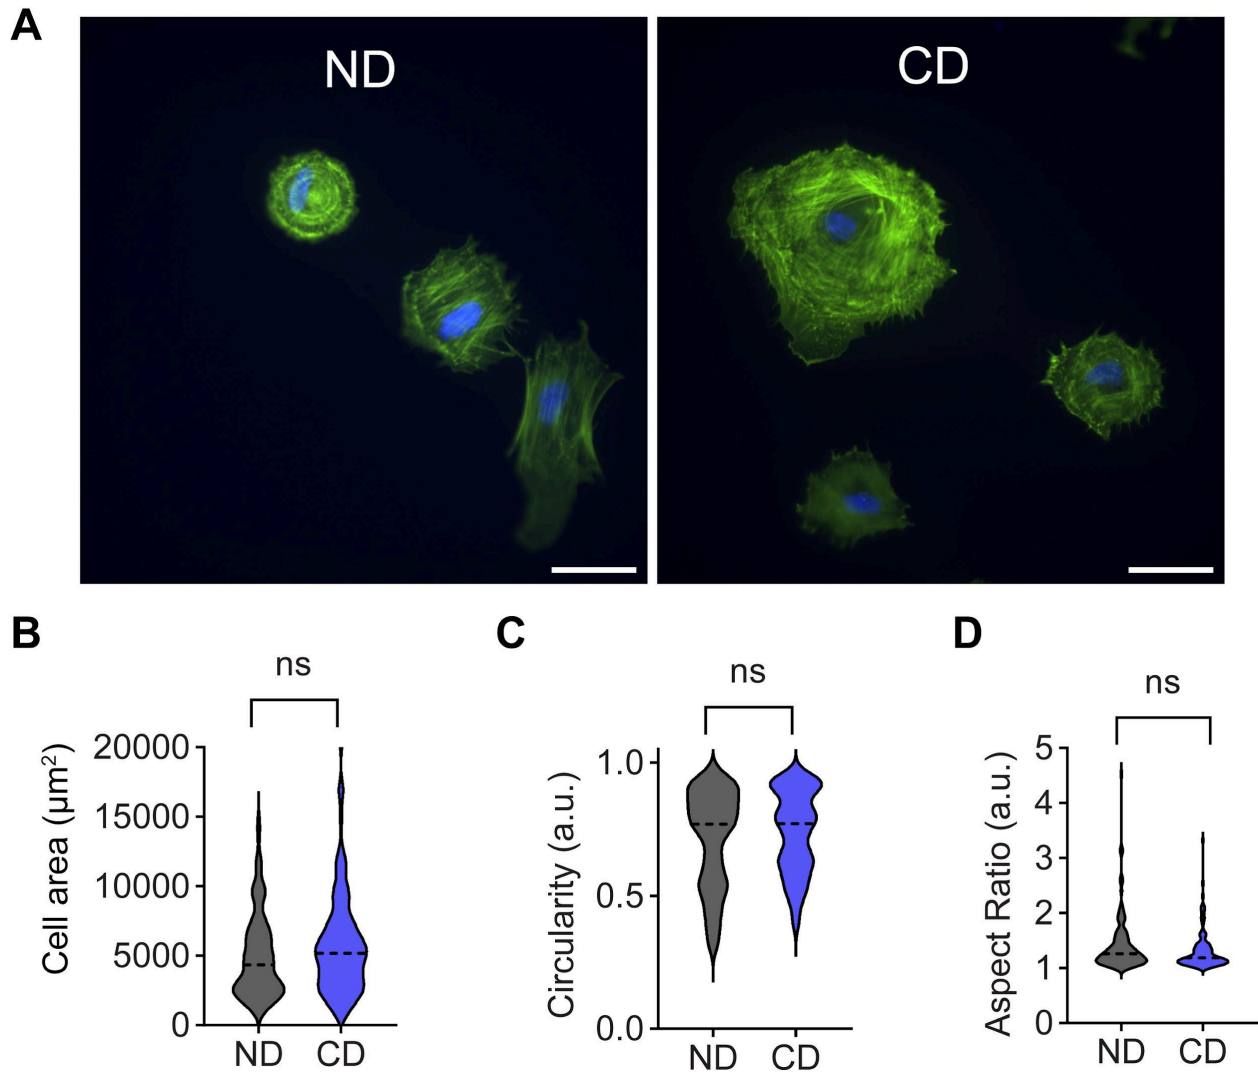 A
ND
CD
B
ns
Cell area (µm²)
20000
15000
10000
5000
0
ND
CD
C
ns
Circularity (a.u.)
1.0
0.5
0.0
ND
CD
D
ns
Aspect Ratio (a.u.)
5
4
3
2
1
0
ND
CD